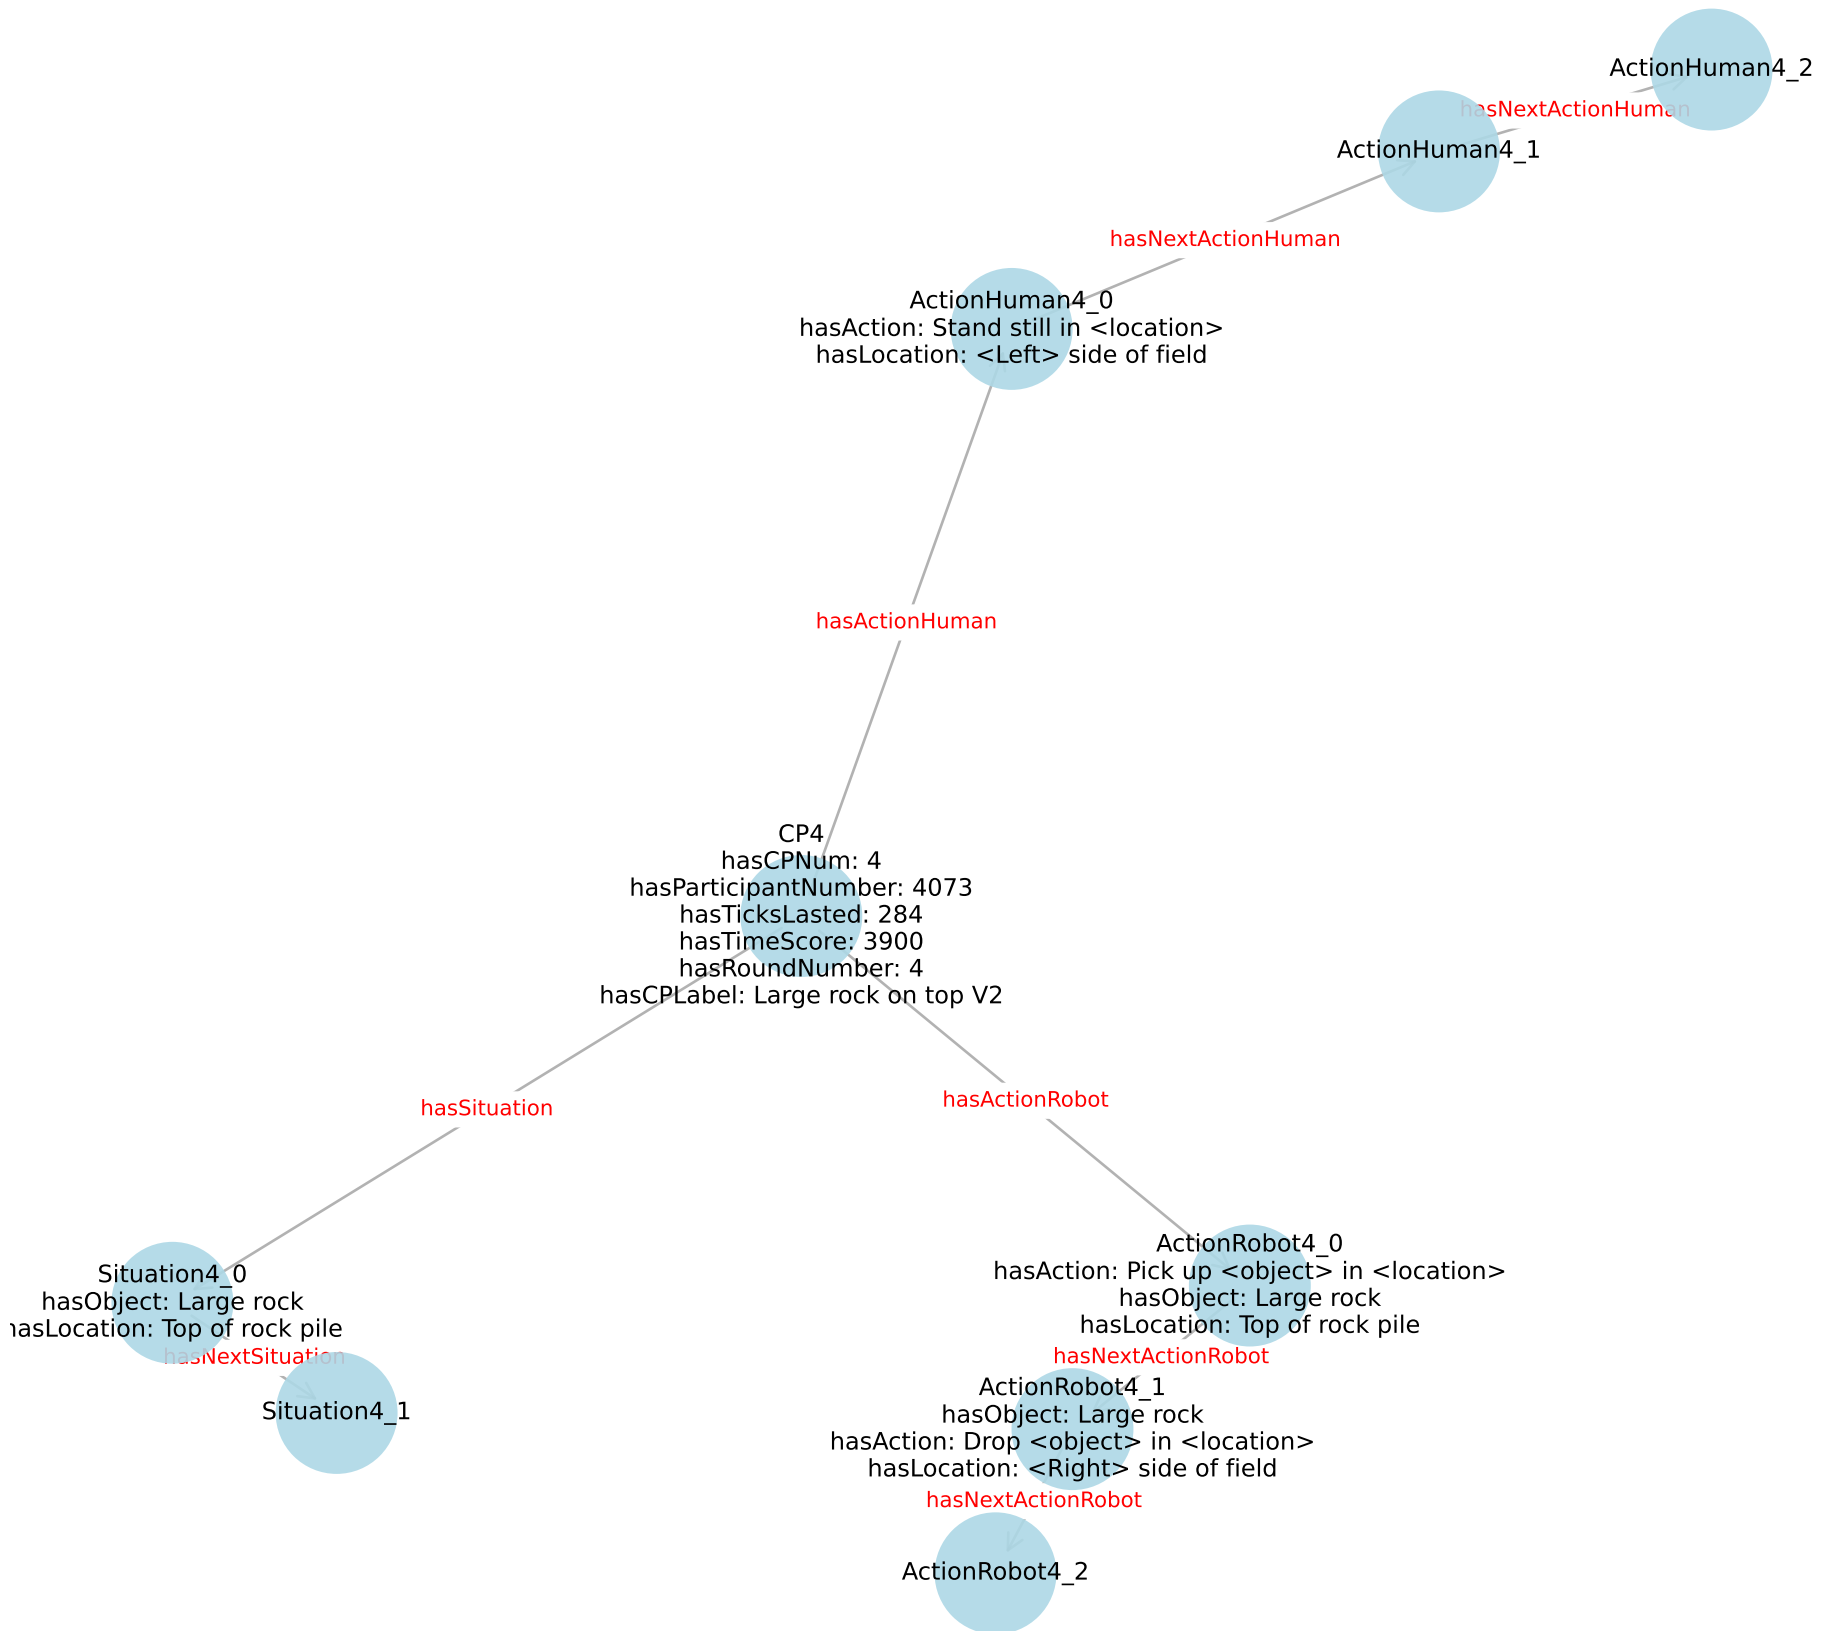 ActionHuman4_2
hasNextActionHuman
ActionHuman4_1
hasNextActionHuman
ActionHuman4_0
hasAction: Stand still in <location>
hasLocation: <Left> side of field
hasActionHuman
CP4
hasCPNum: 4
hasParticipantNumber: 4073
hasTicksLasted: 284
hasTimeScore: 3900
hasRoundNumber: 4
hasCPLabel: Large rock on top V2
hasSituation
hasActionRobot
Situation4_0
hasObject: Large rock
hasLocation: Top of rock pile
hasNextSituation
Situation4_1
ActionRobot4_0
hasAction: Pick up <object> in <location>
hasObject: Large rock
hasLocation: Top of rock pile
hasNextActionRobot
ActionRobot4_1
hasObject: Large rock
hasAction: Drop <object> in <location>
hasLocation: <Right> side of field
hasNextActionRobot
ActionRobot4_2